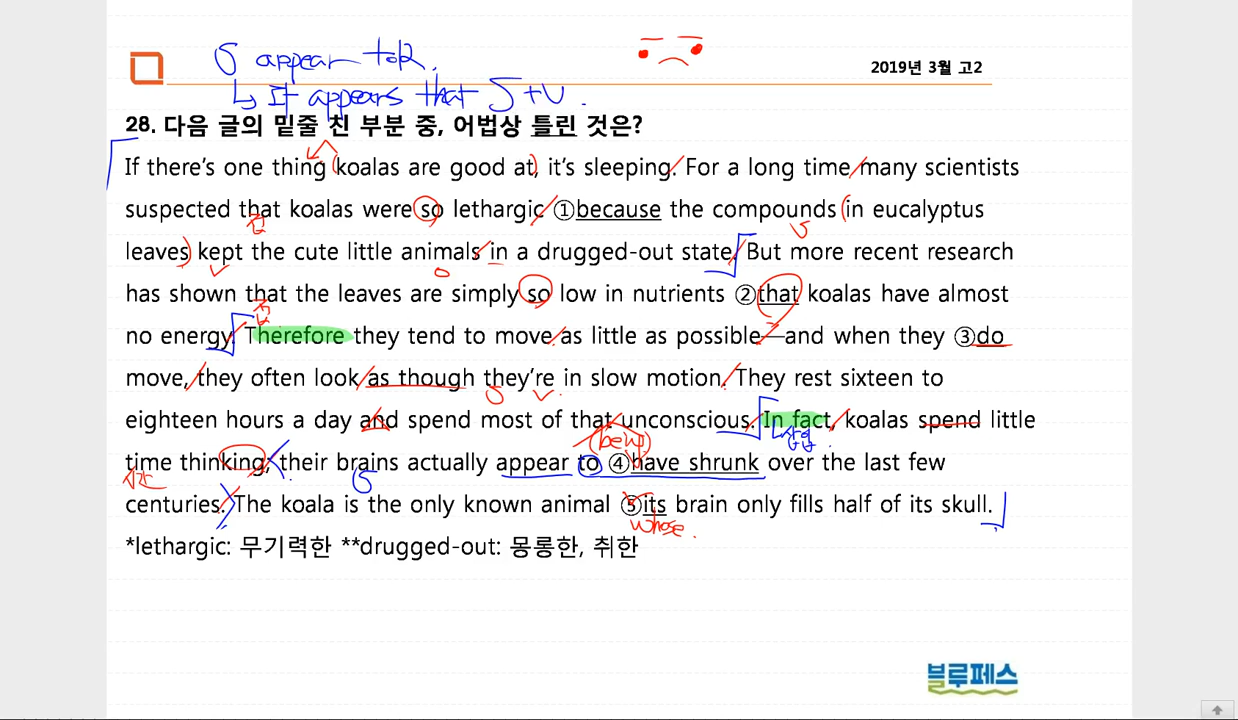 S appear to R.
↳ It appears that S + V.
2019년 3월 고2
28. 다음 글의 밑줄 친 부분 중, 어법상 틀린 것은?
If there's one thing (koalas are good at), it's sleeping. For a long time many scientists
suspected that koalas were so lethargic ①because the compounds (in eucalyptus
접
leaves) kept the cute little animals in a drugged-out state. But more recent research
has shown that the leaves are simply so low in nutrients ②that koalas have almost
접
no energy. Therefore they tend to move as little as possible—and when they ③do
move, they often look as though they're in slow motion. They rest sixteen to
S V
eighteen hours a day and spend most of that unconscious. In fact, koalas spend little
(being)
time thinking; their brains actually appear to ④have shrunk over the last few
S
centuries. The koala is the only known animal ⑤its brain only fills half of its skull.
whose.
*lethargic: 무기력한 **drugged-out: 몽롱한, 취한
블루페스